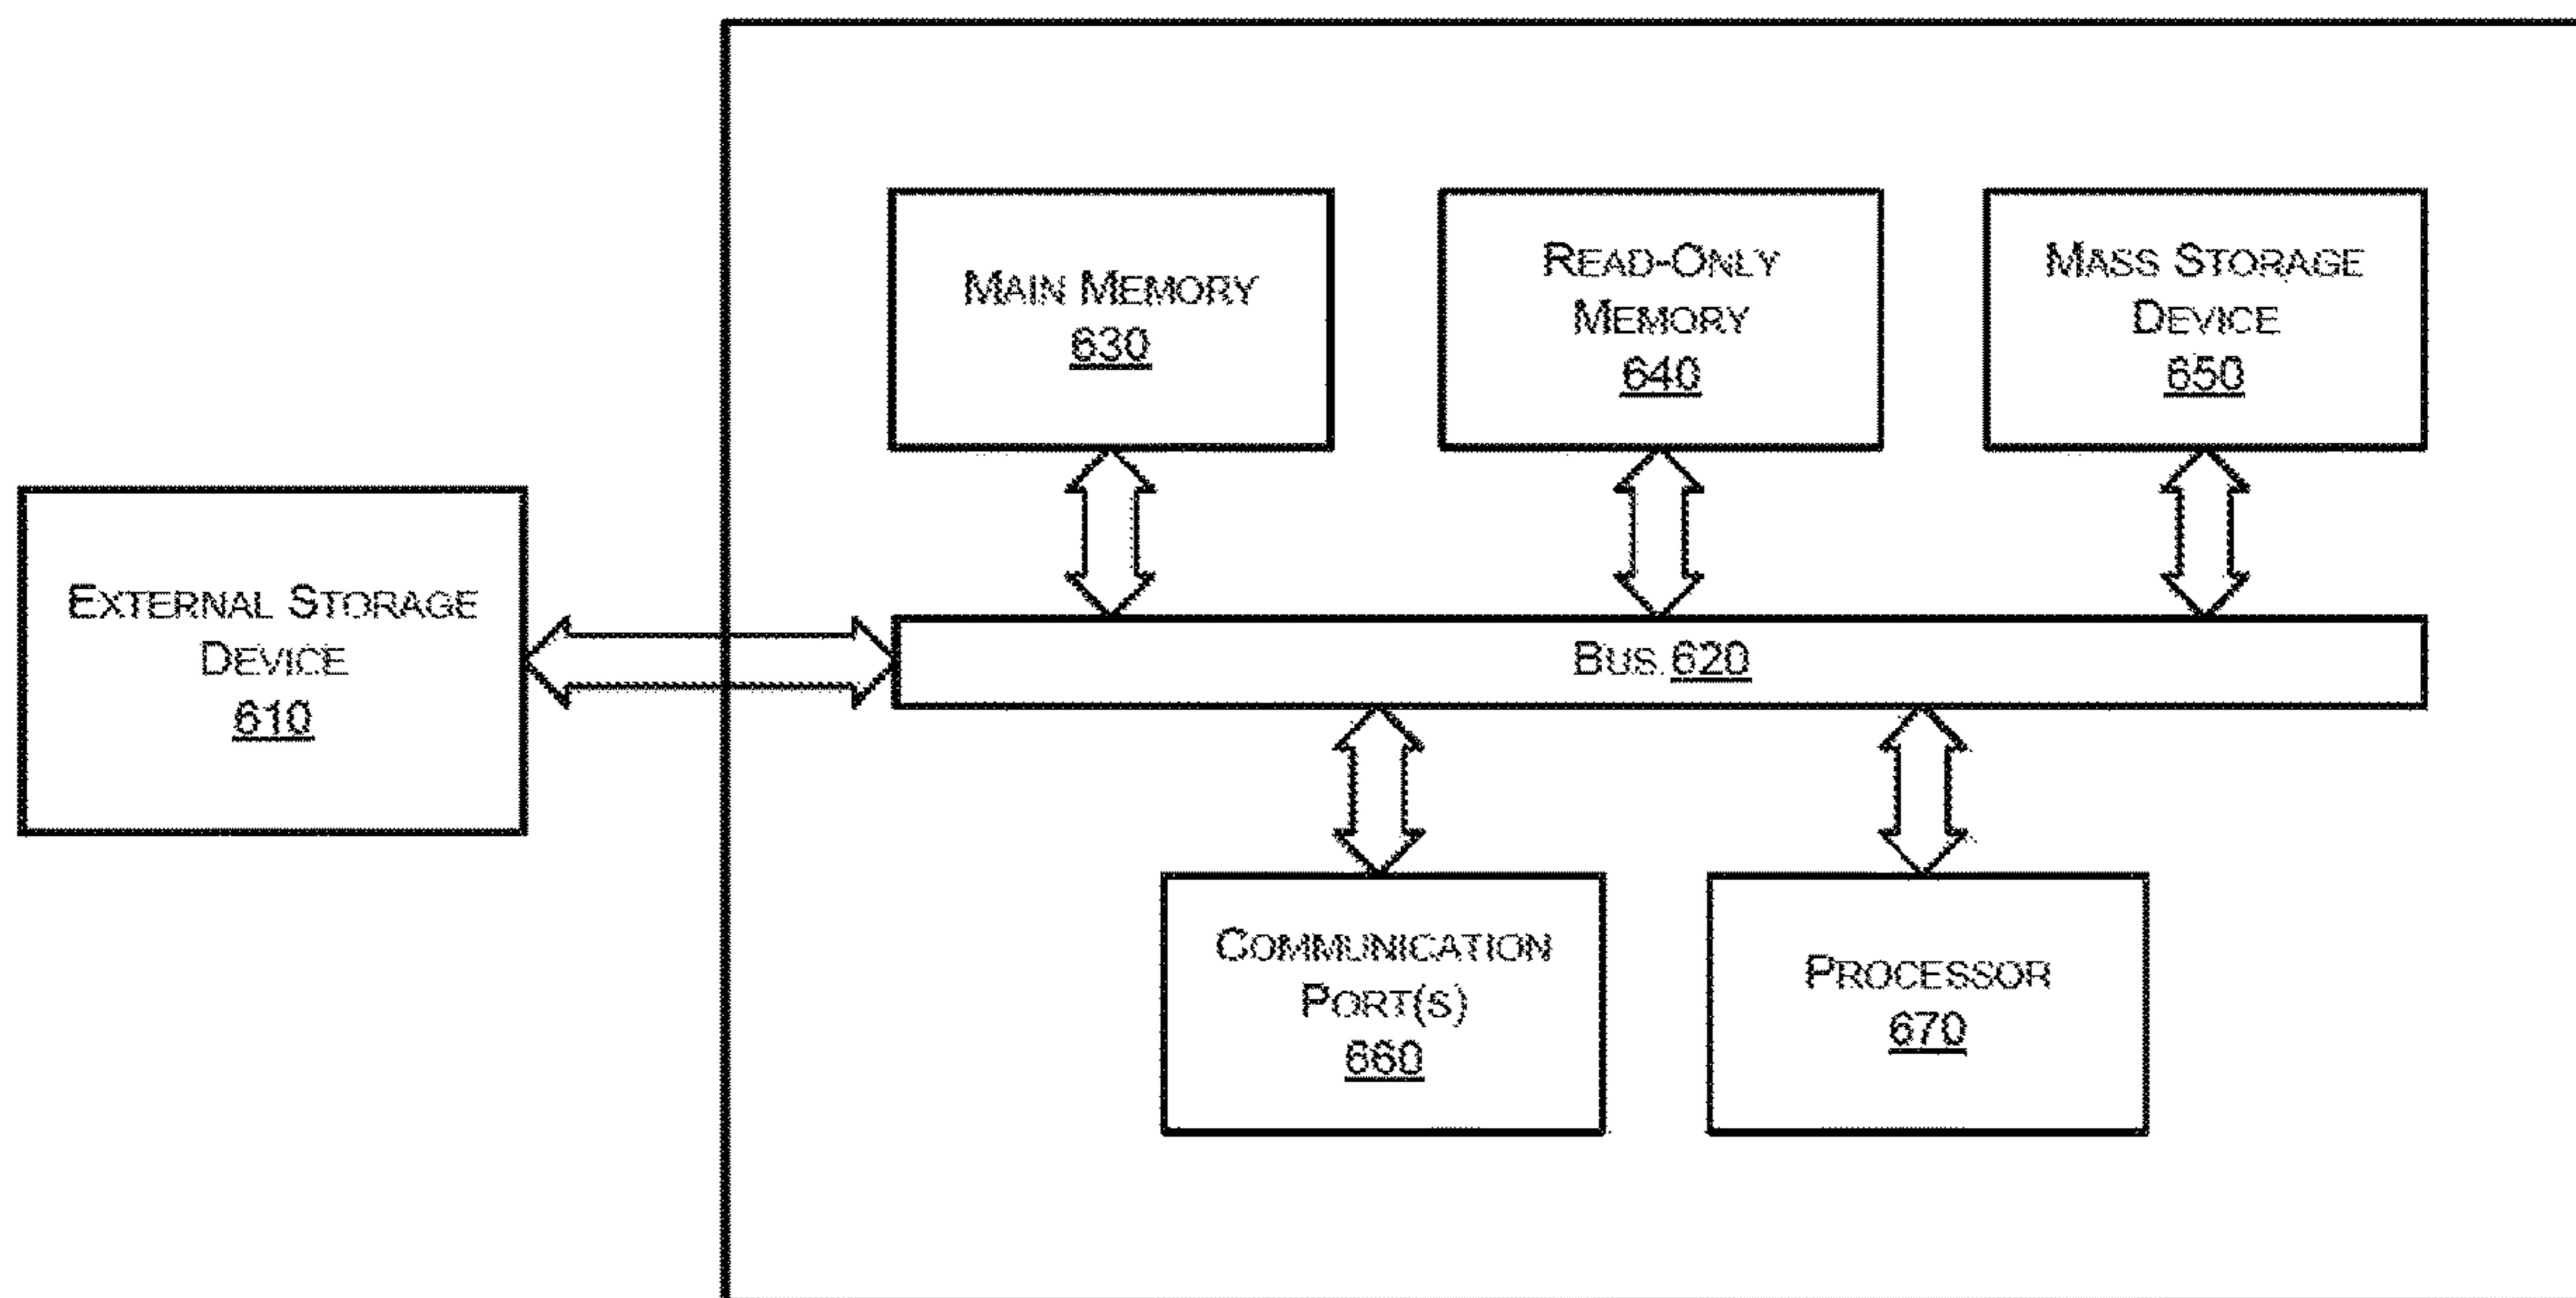 MAIN MEMORY
630
READ-ONLY
MEMORY
640
MASS STORAGE
DEVICE
650
EXTERNAL STORAGE
DEVICE
610
BUS 620
COMMUNICATION
PORT(S)
660
PROCESSOR
670